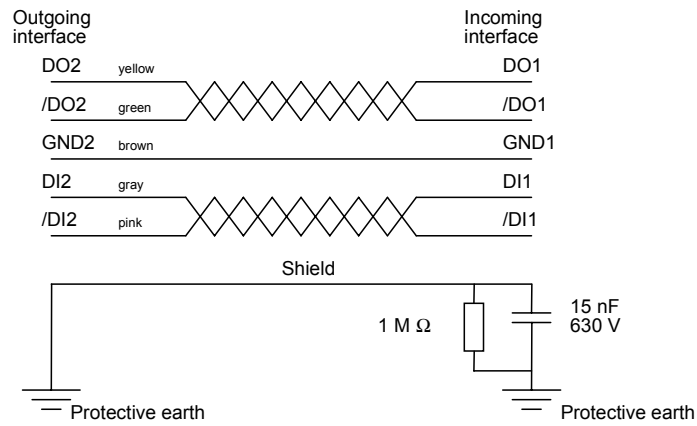 Outgoing
interface
Incoming
interface
DO2 yellow DO1
/DO2 green /DO1
GND2 brown GND1
DI2 gray DI1
/DI2 pink /DI1
Shield
1 M Ω
15 nF
630 V
Protective earth
Protective earth